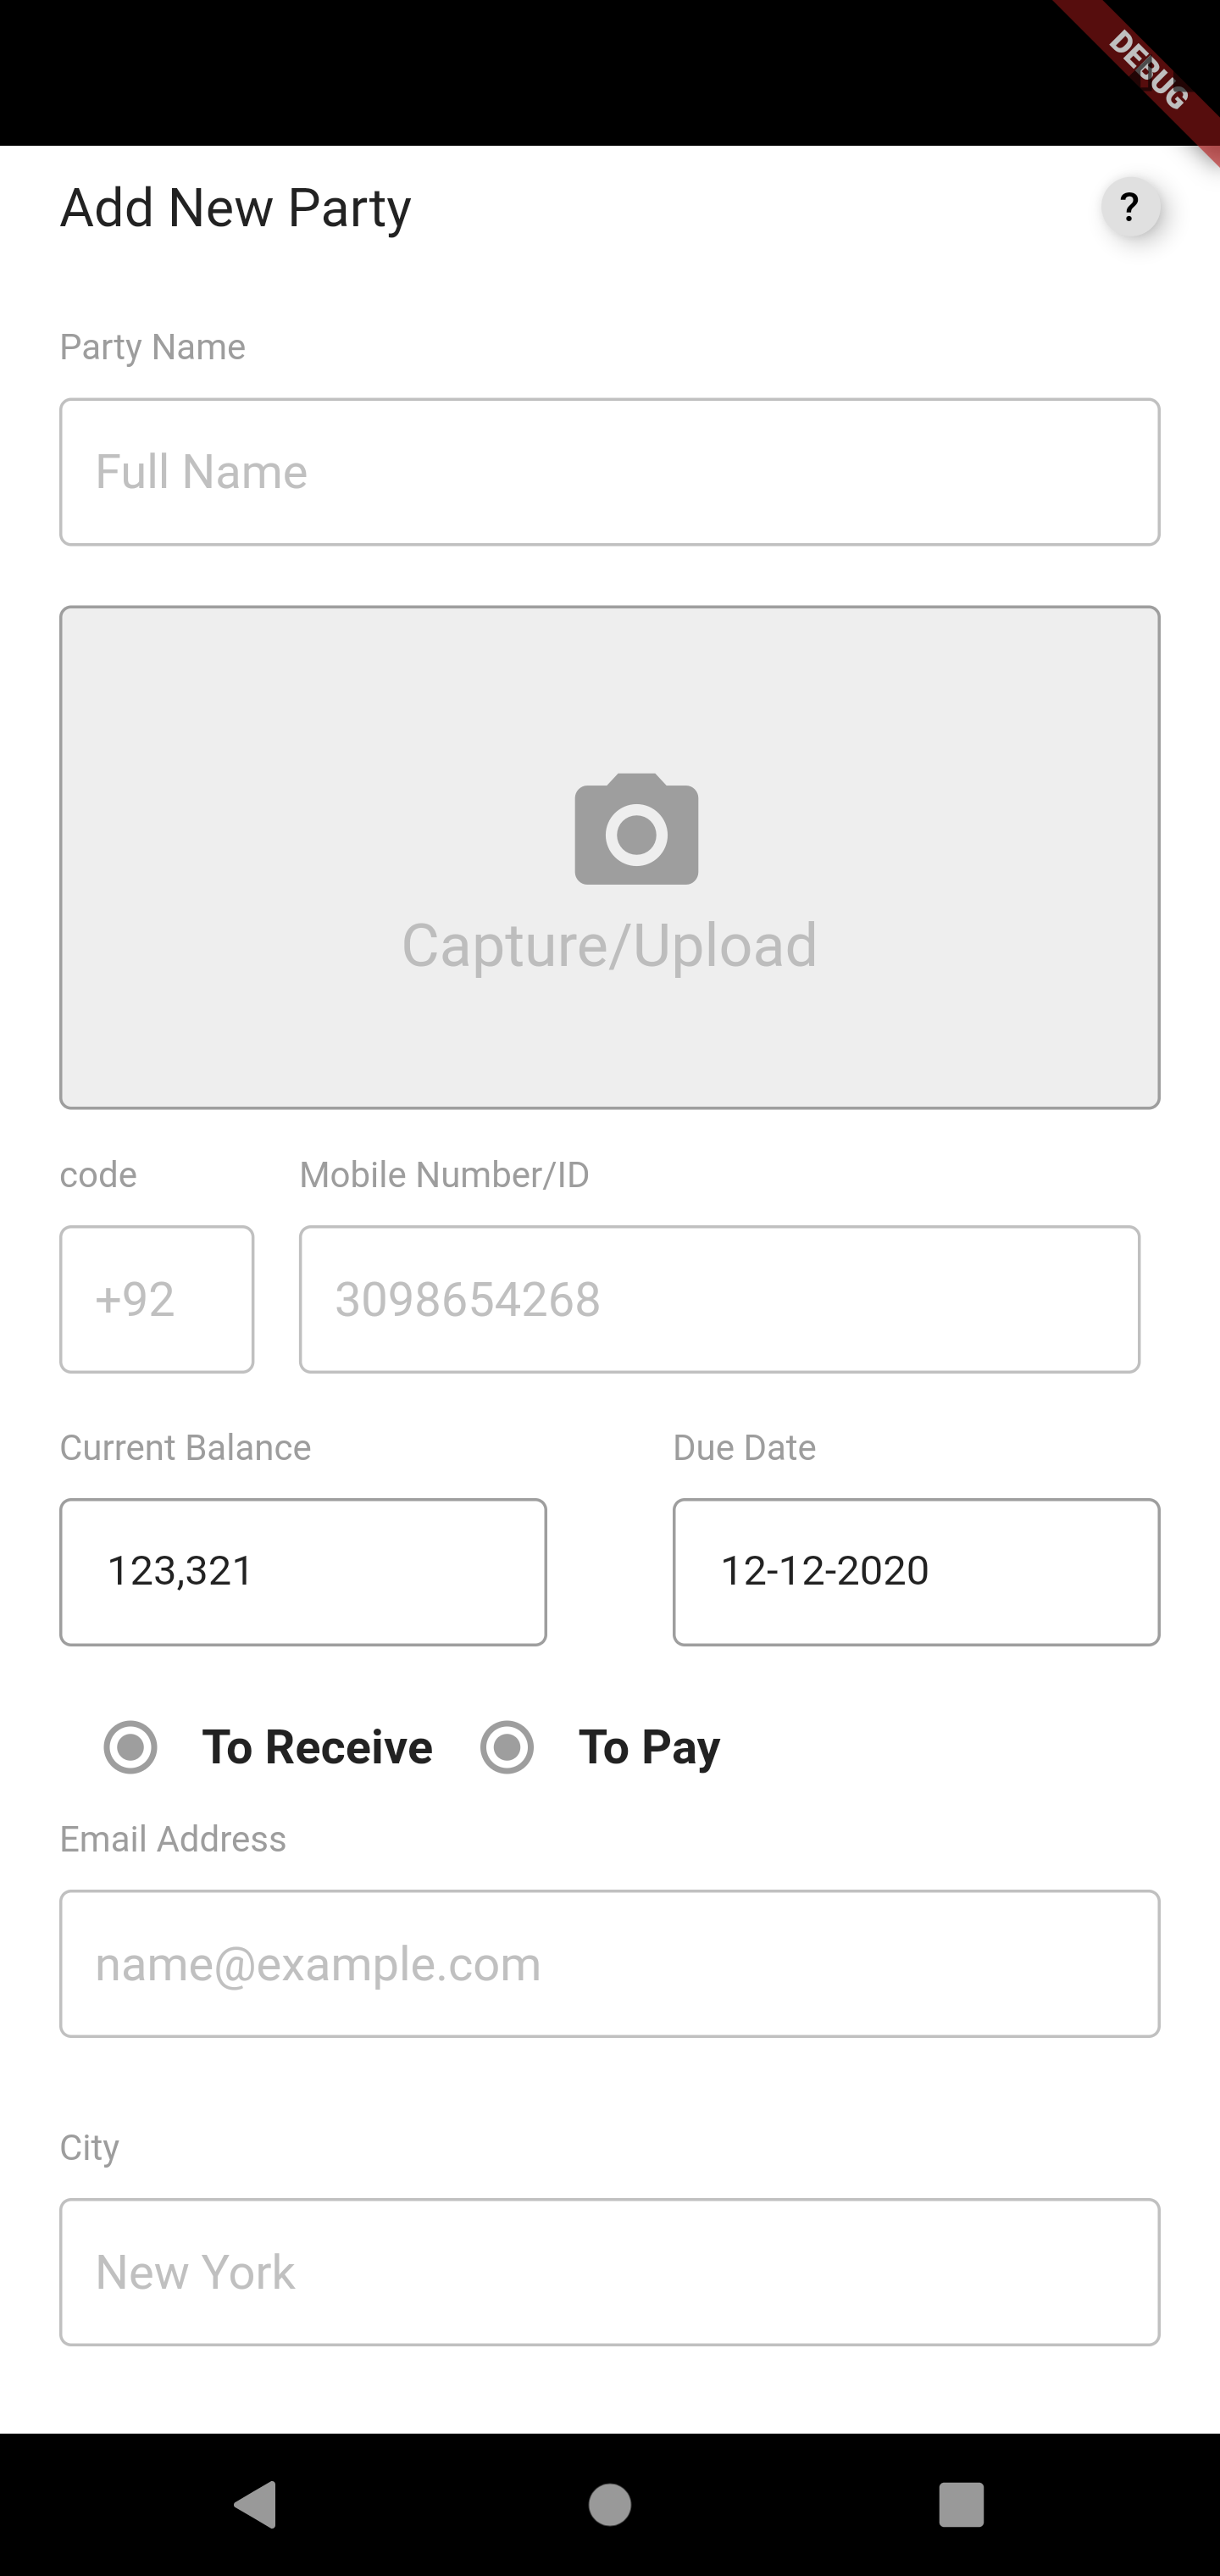 DEBUG
Add New Party ?
Party Name
Full Name
Capture/Upload
code Mobile Number/ID
+92 3098654268
Current Balance Due Date
123,321 12-12-2020
To Receive To Pay
Email Address
name@example.com
City
New York